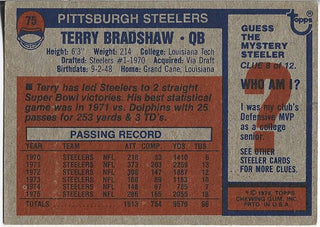 75
PITTSBURGH STEELERS
TERRY BRADSHAW • QB
Height: 6'3" Weight: 214 College: Louisiana Tech
Drafted: Steelers #1-1970 Acquired: Via Draft
Birthdate: 9-2-48 Home: Grand Cane, Louisiana
Terry has led Steelers to 2 straight
Super Bowl victories. His best statistical
game was in 1971 vs. Dolphins with 25
passes for 253 yards & 3 TD's.
PASSING RECORD
YEAR TEAM LEA. ATT. COM. YDS. TD
1970 STEELERS NFL 218 83 1410 6
1971 STEELERS NFL 373 203 2259 13
1972 STEELERS NFL 308 147 1887 12
1973 STEELERS NFL 180 89 1183 10
1974 STEELERS NFL 148 67 785 7
1975 STEELERS NFL 286 165 2055 18
1513 754 9579 66
TOPPS
GUESS
THE
MYSTERY
STEELER
CLUE 8 OF 12
WHO AM I?
I was my club's
Defensive MVP
as a college
senior.
SEE OTHER
STEELER CARDS
FOR MORE CLUES.
© 1976 TOPPS
CHEWING GUM, INC.
PRTD. IN U.S.A.